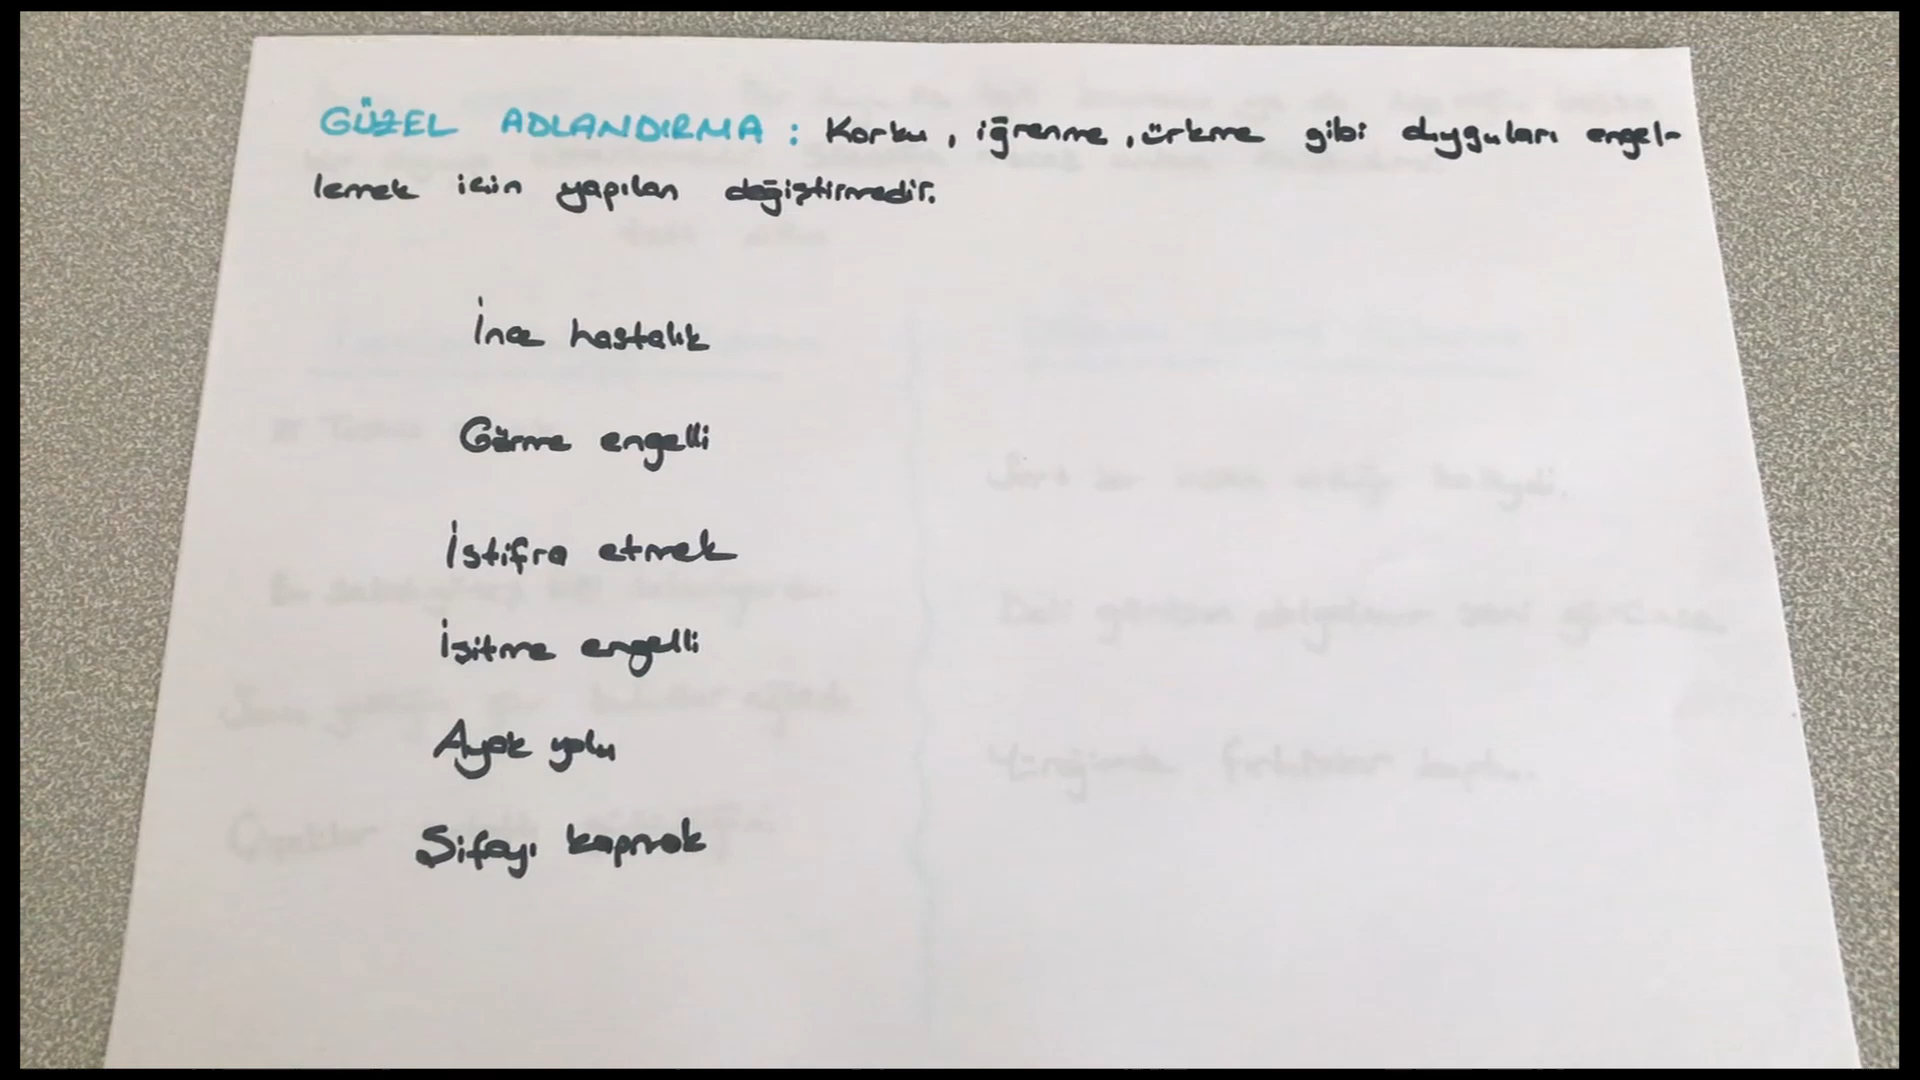 GÜZEL ADLANDIRMA : Korku, iğrenme, ürkme gibi duyguları engel-
lemek için yapılan değiştirmedir.
İnce hastalık
Görme engelli
İstifra etmek
İşitme engelli
Ayak yolu
Şifayı kapmak